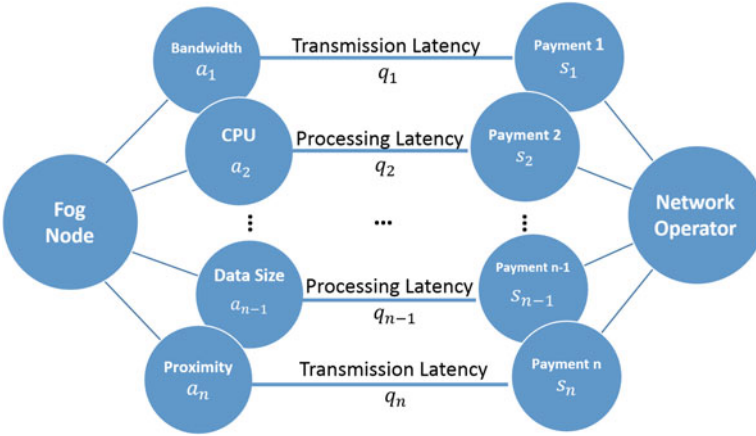 Bandwidth
a₁
Transmission Latency
q₁
Payment 1
s₁
CPU
a₂
Processing Latency
q₂
Payment 2
s₂
Fog
Node
Network
Operator
⋮
...
⋮
Data Size
aₙ₋₁
Processing Latency
qₙ₋₁
Payment n-1
sₙ₋₁
Proximity
aₙ
Transmission Latency
qₙ
Payment n
sₙ